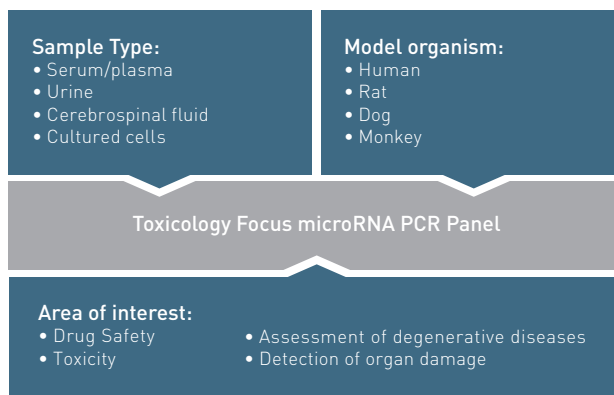 Sample Type:
• Serum/plasma
• Urine
• Cerebrospinal fluid
• Cultured cells
Model organism:
• Human
• Rat
• Dog
• Monkey
Toxicology Focus microRNA PCR Panel
Area of interest:
• Drug Safety
• Toxicity
• Assessment of degenerative diseases
• Detection of organ damage